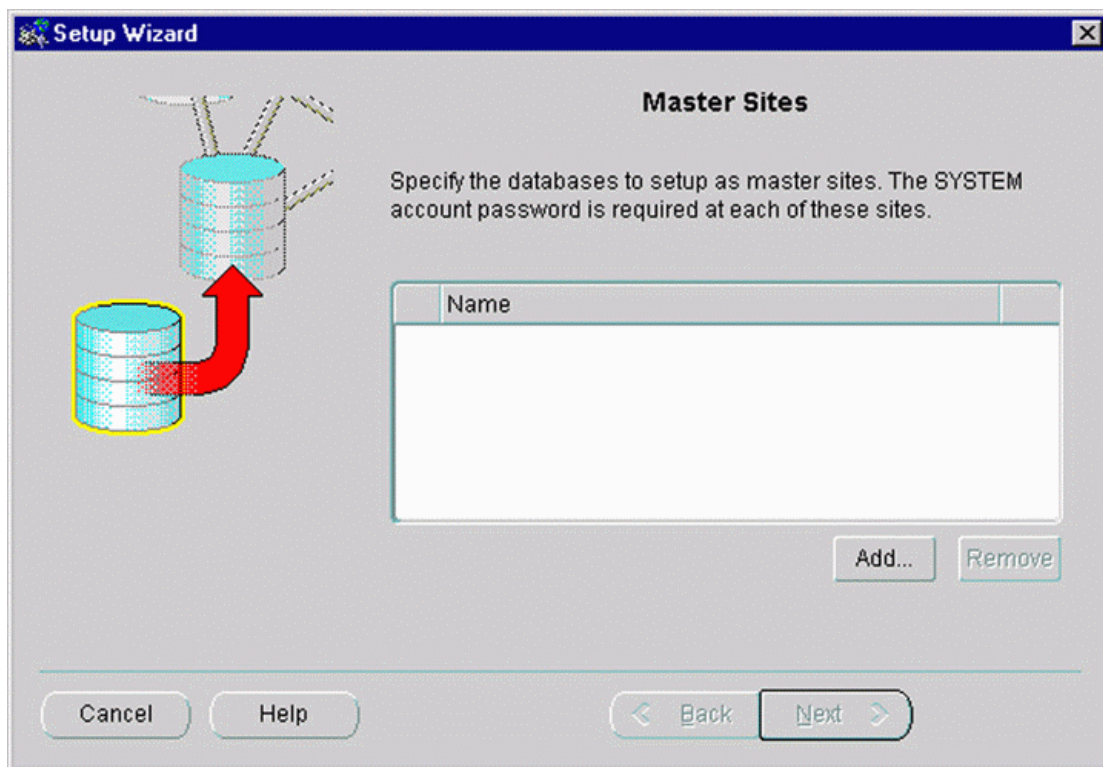 Setup Wizard
Master Sites
Specify the databases to setup as master sites. The SYSTEM
account password is required at each of these sites.
Name
Add...
Remove
Cancel
Help
Back
Next